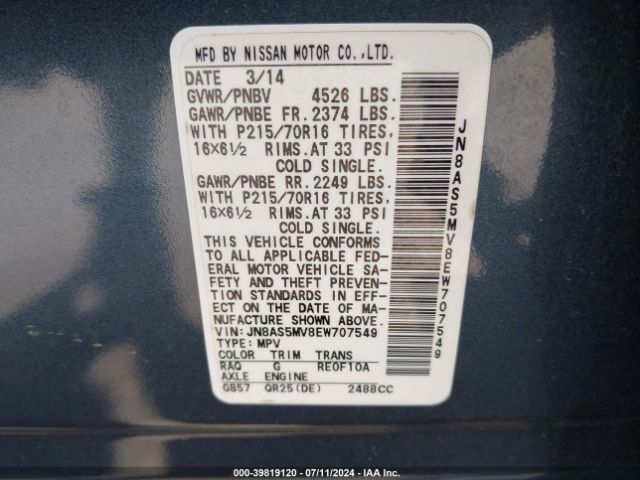 MFD BY NISSAN MOTOR CO.,LTD.
DATE 3/14
GVWR/PNBV 4526 LBS.
GAWR/PNBE FR. 2374 LBS.
WITH P215/70R16 TIRES,
16X6½ RIMS. AT 33 PSI
COLD SINGLE.
GAWR/PNBE RR. 2249 LBS.
WITH P215/70R16 TIRES,
16X6½ RIMS. AT 33 PSI
COLD SINGLE.
THIS VEHICLE CONFORMS
TO ALL APPLICABLE FED-
ERAL MOTOR VEHICLE SA-
FETY AND THEFT PREVEN-
TION STANDARDS IN EFF-
ECT ON THE DATE OF MA-
NUFACTURE SHOWN ABOVE.
VIN: JN8AS5MV8EW707549
TYPE: MPV
COLOR TRIM TRANS
RAQ G RE0F10A
AXLE ENGINE
GB57 QR25(DE) 2488CC
JN8AS5MV8EW707549
000-39819120 - 07/11/2024 - IAA Inc.